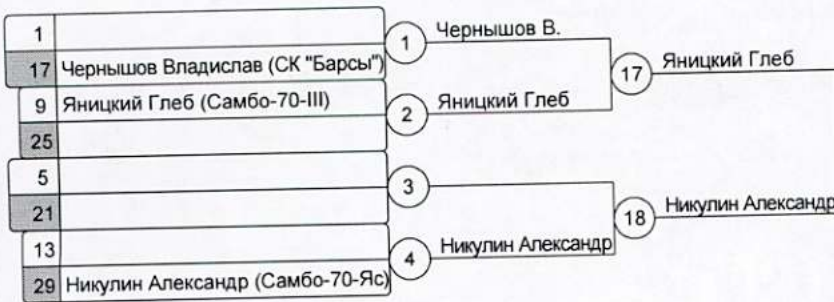 1
17 Чернышов Владислав (СК "Барсы")
1 Чернышов В.
9 Яницкий Глеб (Самбо-70-III)
25
2 Яницкий Глеб
17 Яницкий Глеб
5
21
3
13
29 Никулин Александр (Самбо-70-Яс)
4 Никулин Александр
18 Никулин Александр